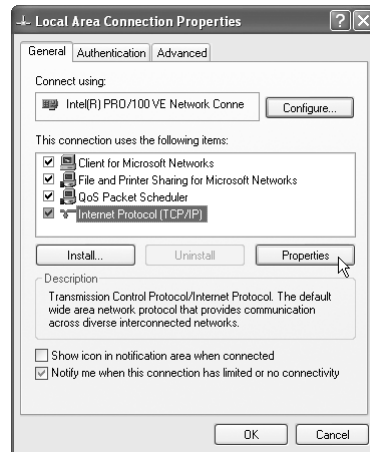 Local Area Connection Properties
General Authentication Advanced
Connect using:
Intel(R) PRO/100 VE Network Conne Configure...
This connection uses the following items:
Client for Microsoft Networks
File and Printer Sharing for Microsoft Networks
QoS Packet Scheduler
Internet Protocol (TCP/IP)
Install... Uninstall Properties
Description
Transmission Control Protocol/Internet Protocol. The default
wide area network protocol that provides communication
across diverse interconnected networks.
Show icon in notification area when connected
Notify me when this connection has limited or no connectivity
OK Cancel